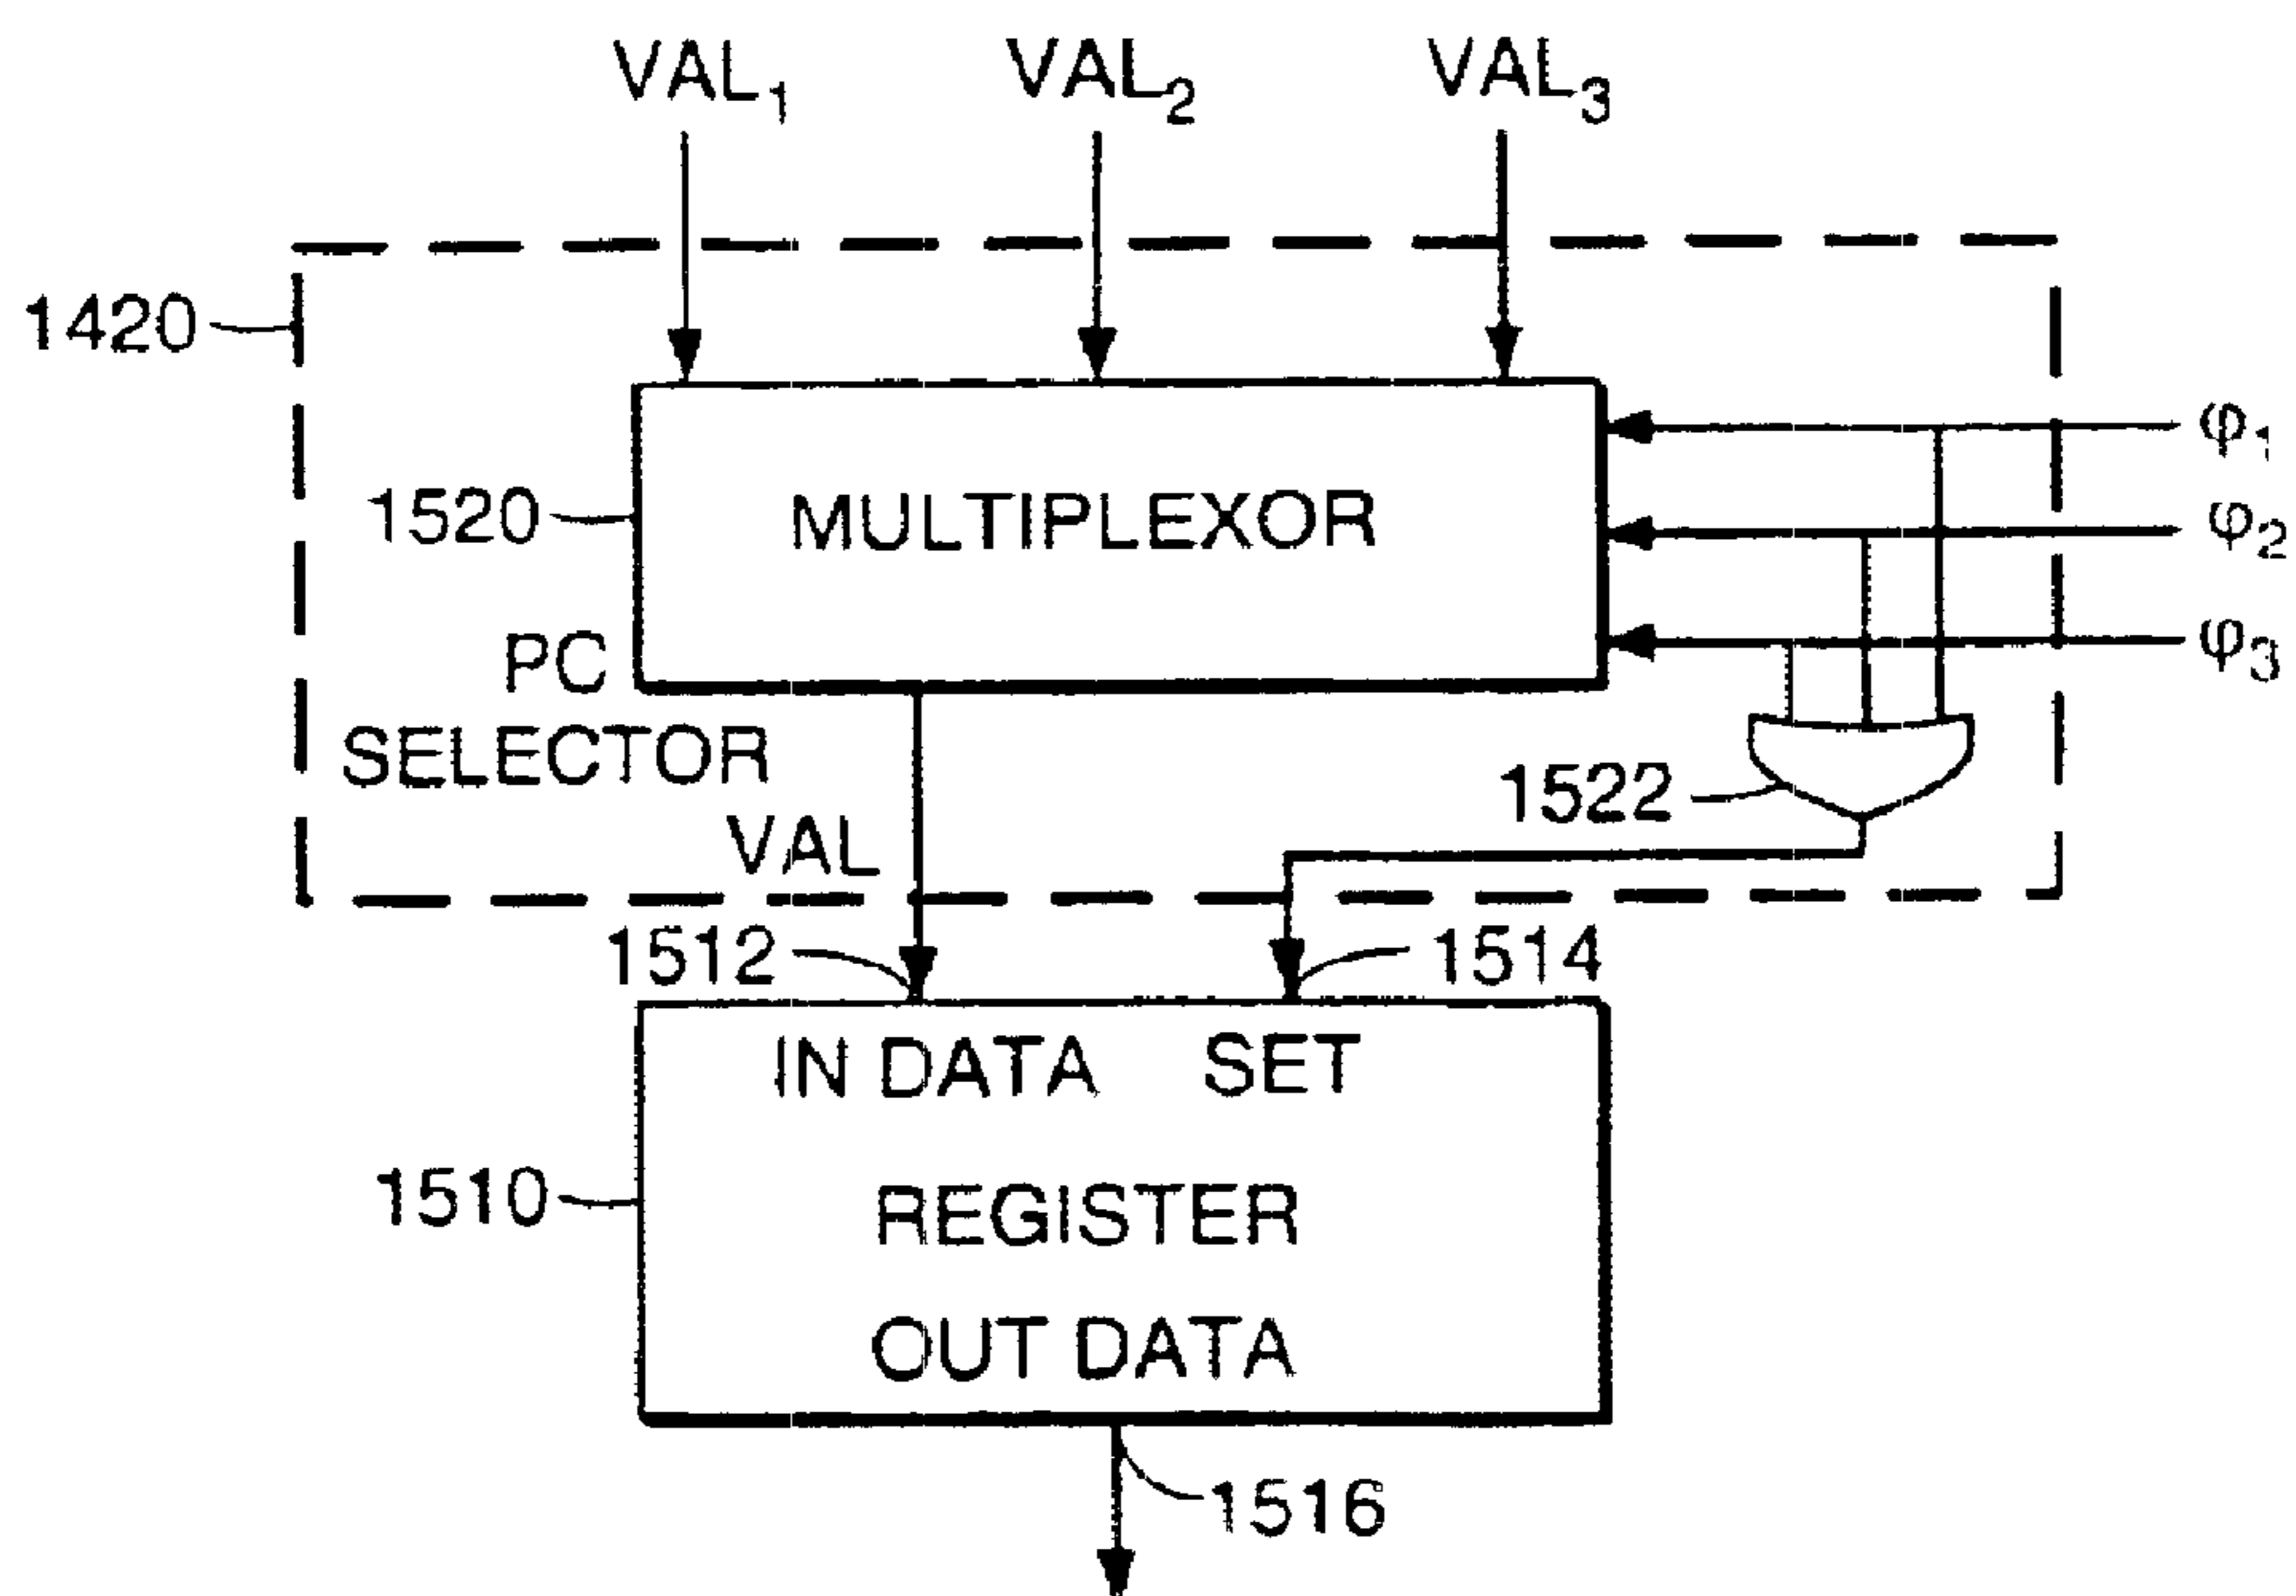 VAL₁ VAL₂ VAL₃
1420
φ₁
1520 MULTIPLEXOR
φ₂
φ₃
PC
SELECTOR
1522
VAL
1512 1514
IN DATA SET
1510 REGISTER
OUT DATA
1516